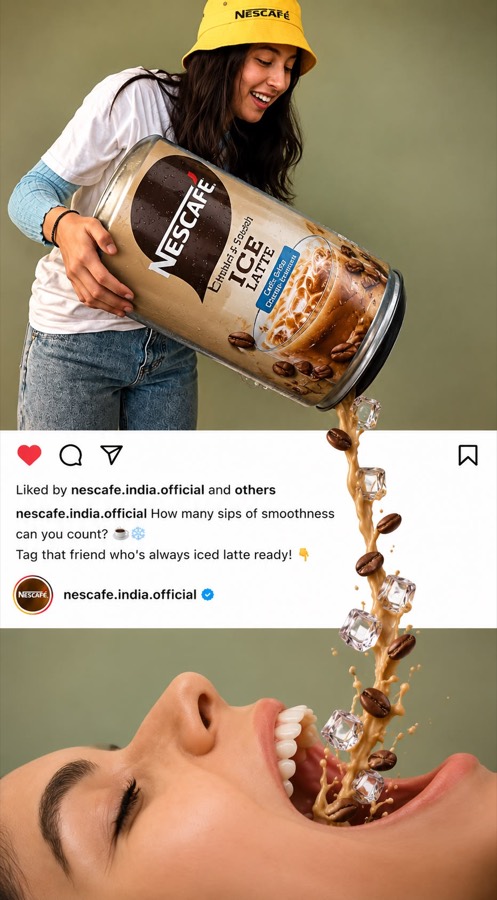 NESCAFÉ
NESCAFÉ
ICE
LATTE
Liked by nescafe.india.official and others
nescafe.india.official How many sips of smoothness
can you count? ☕❄️
Tag that friend who's always iced latte ready! 👇
NESCAFÉ
nescafe.india.official